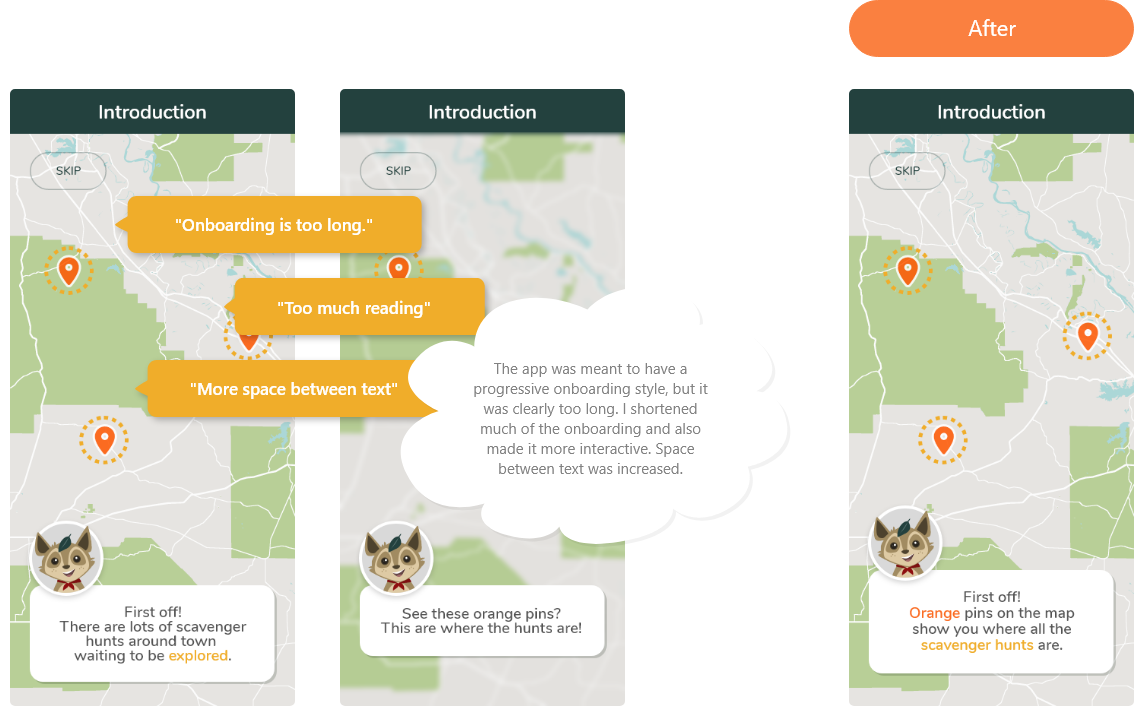 After
Introduction
SKIP
Introduction
SKIP
Introduction
SKIP
"Onboarding is too long."
"Too much reading"
"More space between text"
The app was meant to have a
progressive onboarding style, but it
was clearly too long. I shortened
much of the onboarding and also
made it more interactive. Space
between text was increased.
First off!
There are lots of scavenger
hunts around town
waiting to be explored.
See these orange pins?
This are where the hunts are!
First off!
Orange pins on the map
show you where all the
scavenger hunts are.